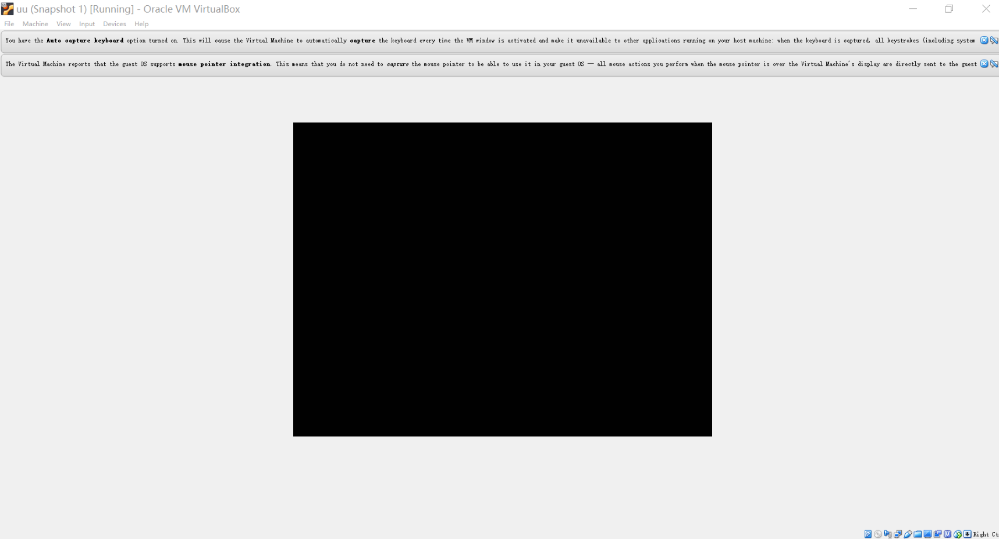 uu (Snapshot 1) [Running] - Oracle VM VirtualBox
File Machine View Input Devices Help
You have the Auto capture keyboard option turned on. This will cause the Virtual Machine to automatically capture the keyboard every time the VM window is activated and make it unavailable to other applications running on your host machine: when the keyboard is captured, all keystrokes (including system
The Virtual Machine reports that the guest OS supports mouse pointer integration. This means that you do not need to capture the mouse pointer to be able to use it in your guest OS — all mouse actions you perform when the mouse pointer is over the Virtual Machine's display are directly sent to the guest
Right Ct